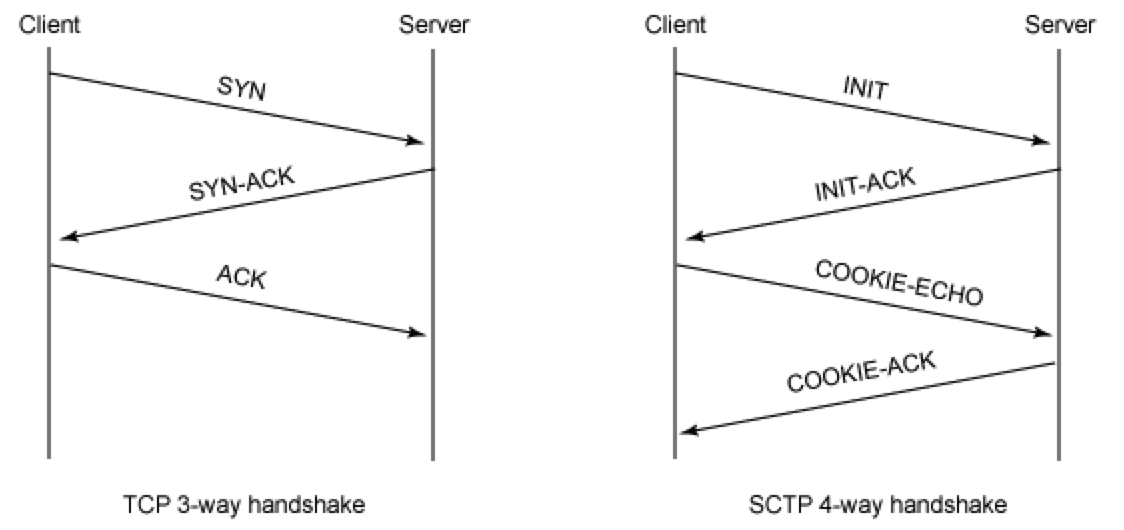 Client
Server
SYN
SYN-ACK
ACK
TCP 3-way handshake
Client
Server
INIT
INIT-ACK
COOKIE-ECHO
COOKIE-ACK
SCTP 4-way handshake